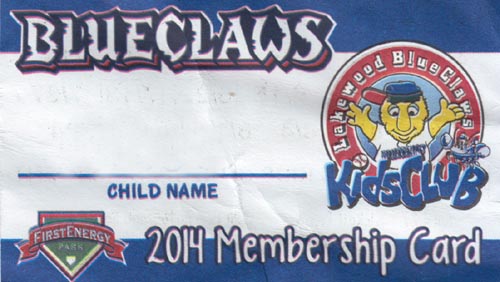 BLUECLAWS
Lakewood BlueClaws
KidsClub
CHILD NAME
FIRSTENERGY
PARK
2014 Membership Card